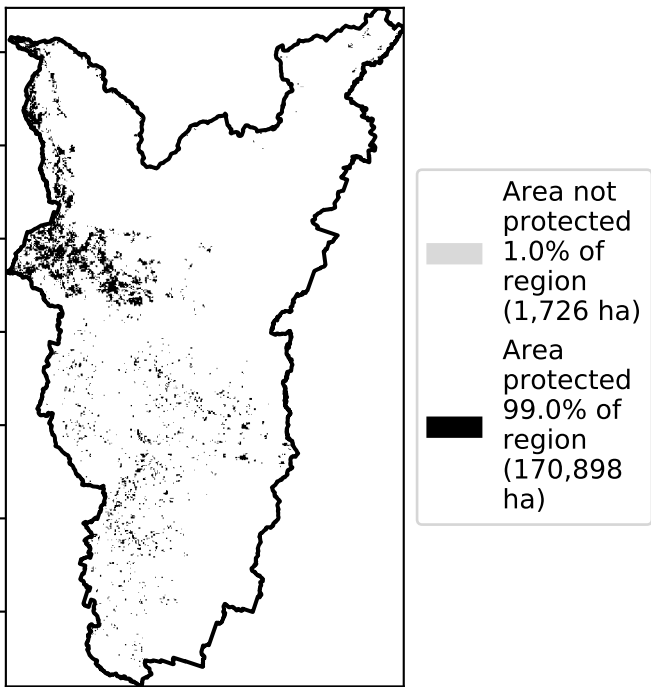 Area not
protected
1.0% of
region
(1,726 ha)
Area
protected
99.0% of
region
(170,898
ha)